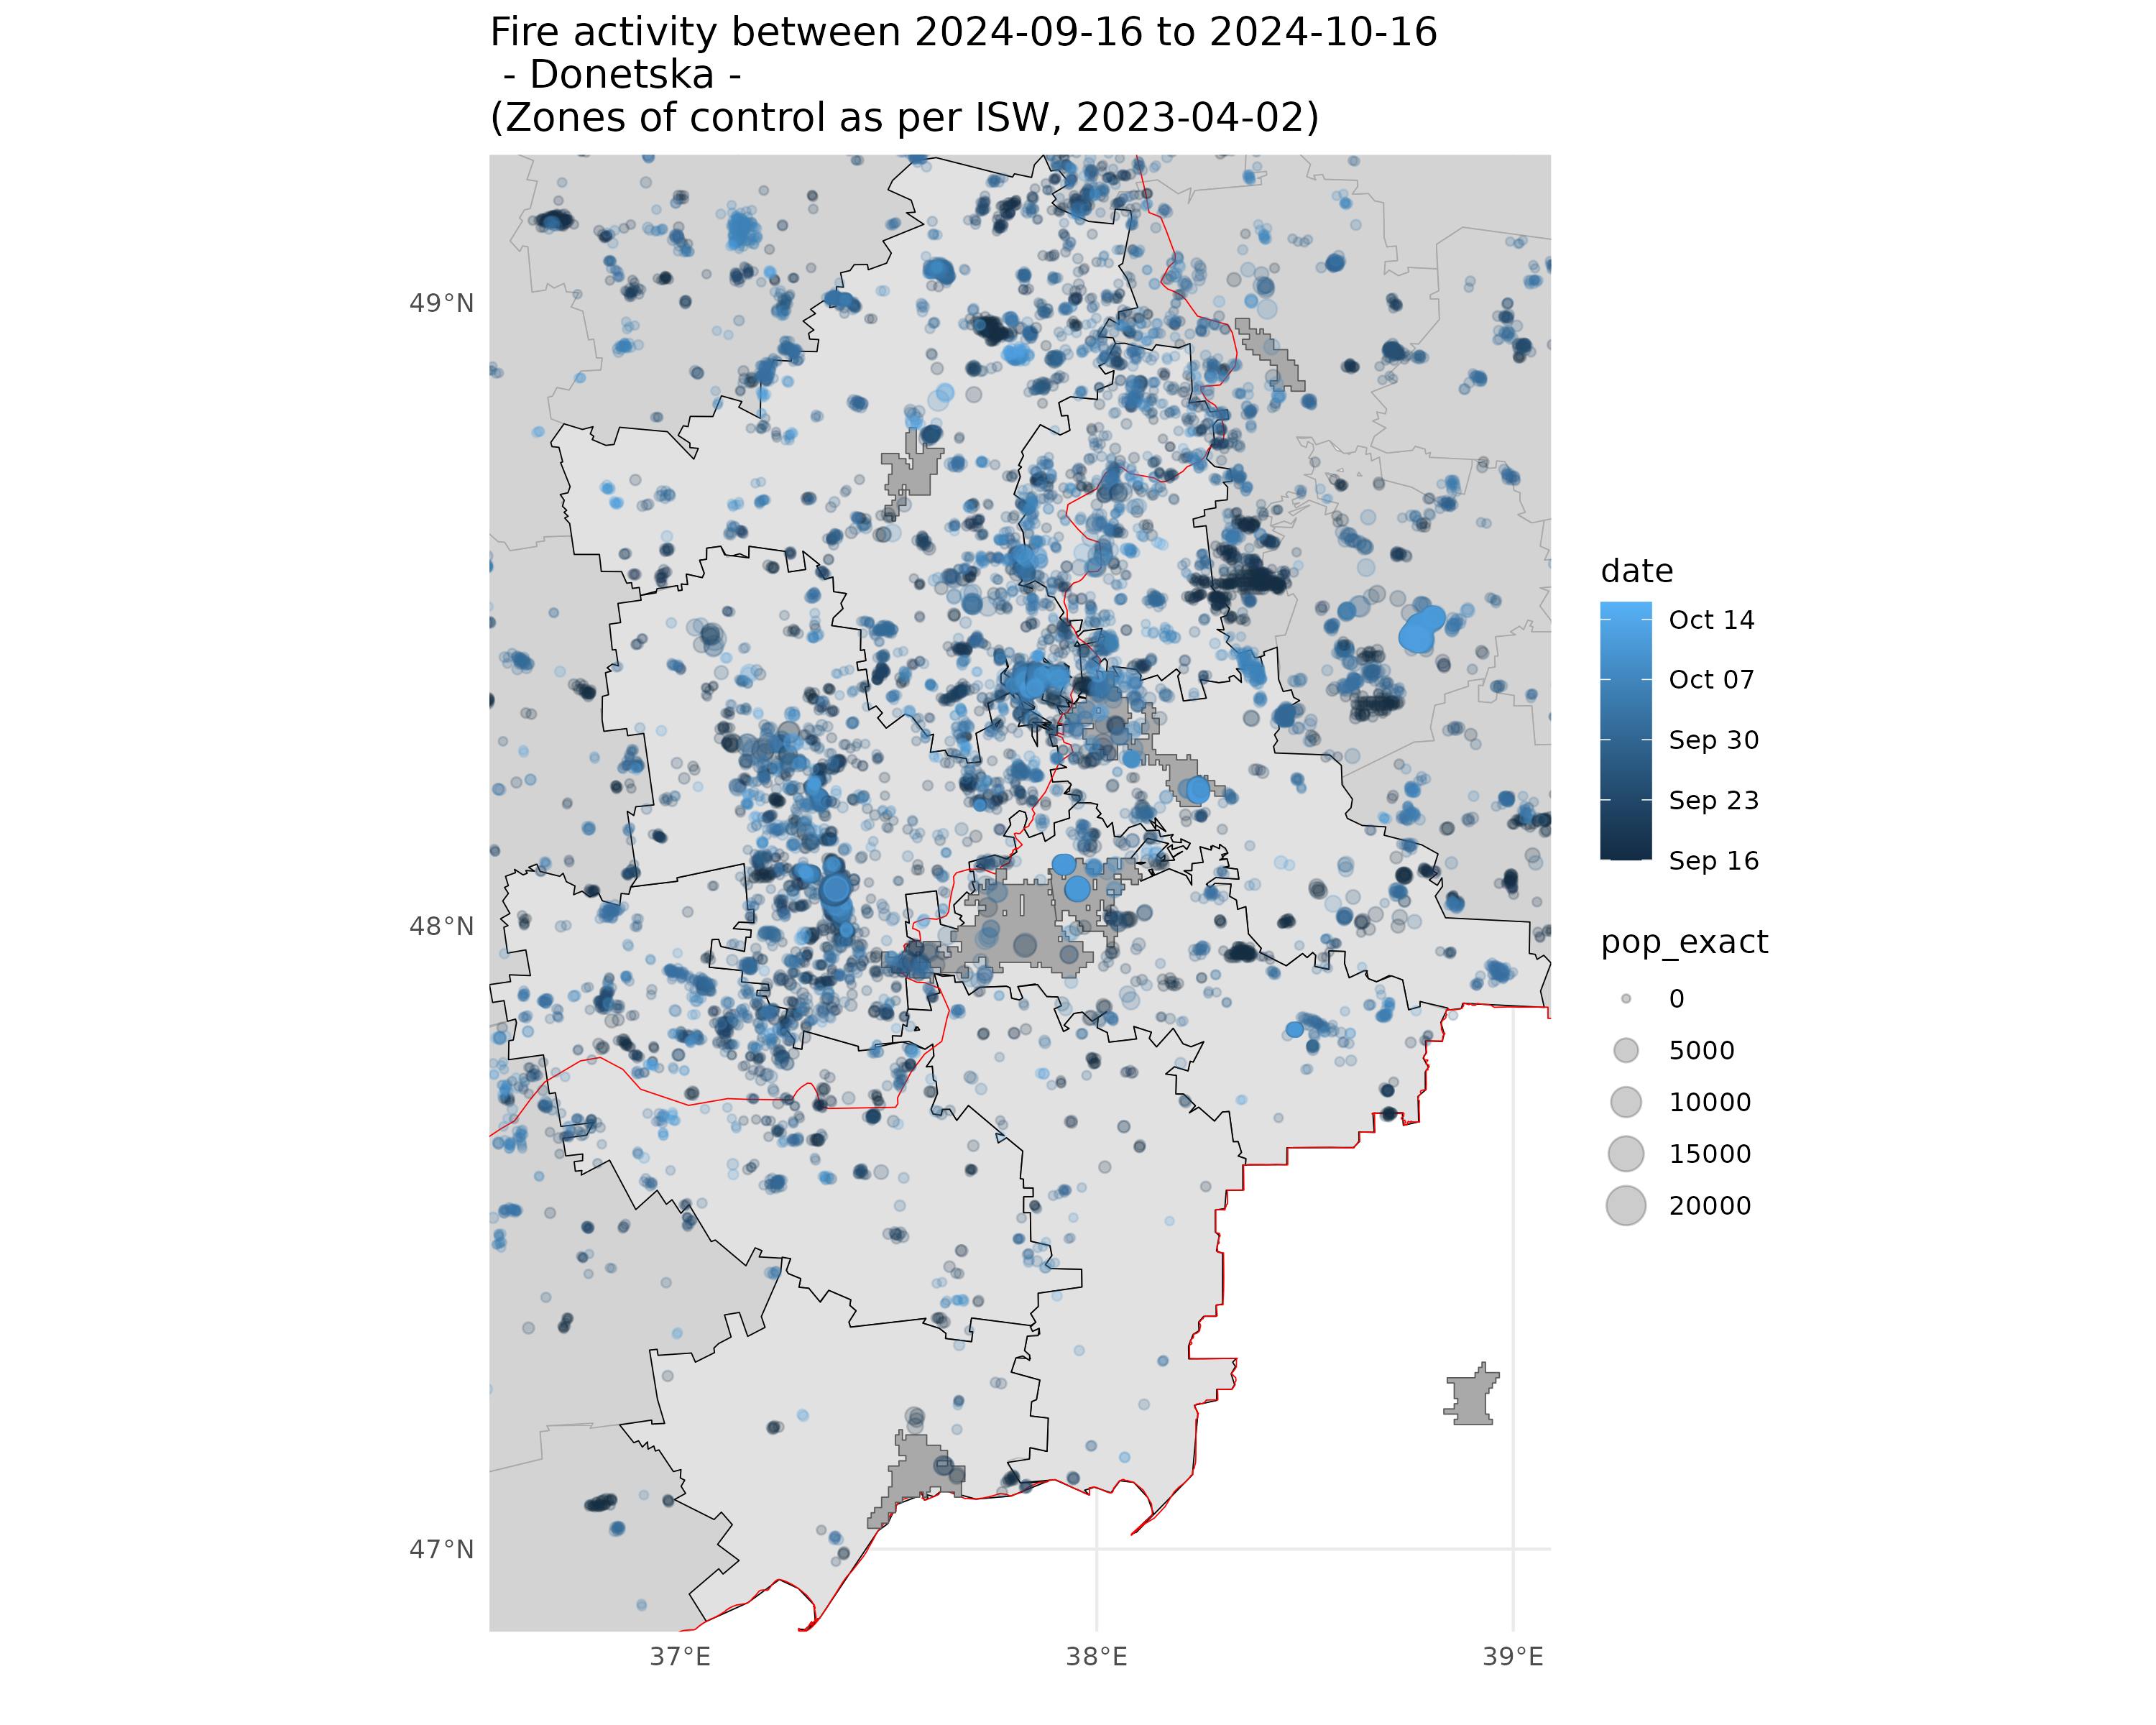 Fire activity between 2024-09-16 to 2024-10-16
- Donetska -
(Zones of control as per ISW, 2023-04-02)
49°N
48°N
47°N
37°E
38°E
39°E
date
Oct 14
Oct 07
Sep 30
Sep 23
Sep 16
pop_exact
0
5000
10000
15000
20000